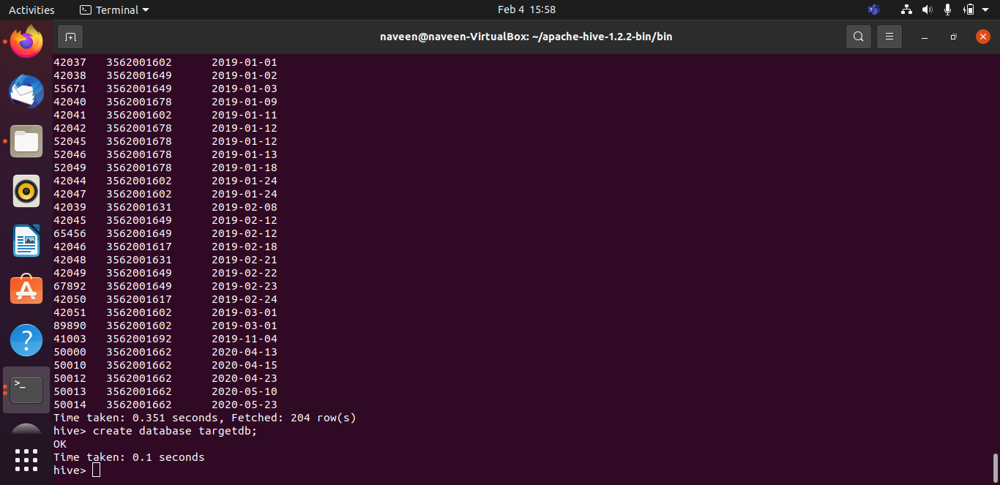 Activities Terminal Feb 4 15:58
naveen@naveen-VirtualBox: ~/apache-hive-1.2.2-bin/bin
42037 3562001602 2019-01-01
42038 3562001649 2019-01-02
55671 3562001649 2019-01-03
42040 3562001678 2019-01-09
42041 3562001602 2019-01-11
42042 3562001678 2019-01-12
52045 3562001678 2019-01-12
52046 3562001678 2019-01-13
52049 3562001678 2019-01-18
42044 3562001602 2019-01-24
42047 3562001602 2019-01-24
42039 3562001631 2019-02-08
42045 3562001649 2019-02-12
65456 3562001649 2019-02-12
42046 3562001617 2019-02-18
42048 3562001631 2019-02-21
42049 3562001649 2019-02-22
67892 3562001649 2019-02-23
42050 3562001617 2019-02-24
42051 3562001602 2019-03-01
89890 3562001602 2019-03-01
41003 3562001692 2019-11-04
50000 3562001662 2020-04-13
50010 3562001662 2020-04-15
50012 3562001662 2020-04-23
50013 3562001662 2020-05-10
50014 3562001662 2020-05-23
Time taken: 0.351 seconds, Fetched: 204 row(s)
hive> create database targetdb;
OK
Time taken: 0.1 seconds
hive>